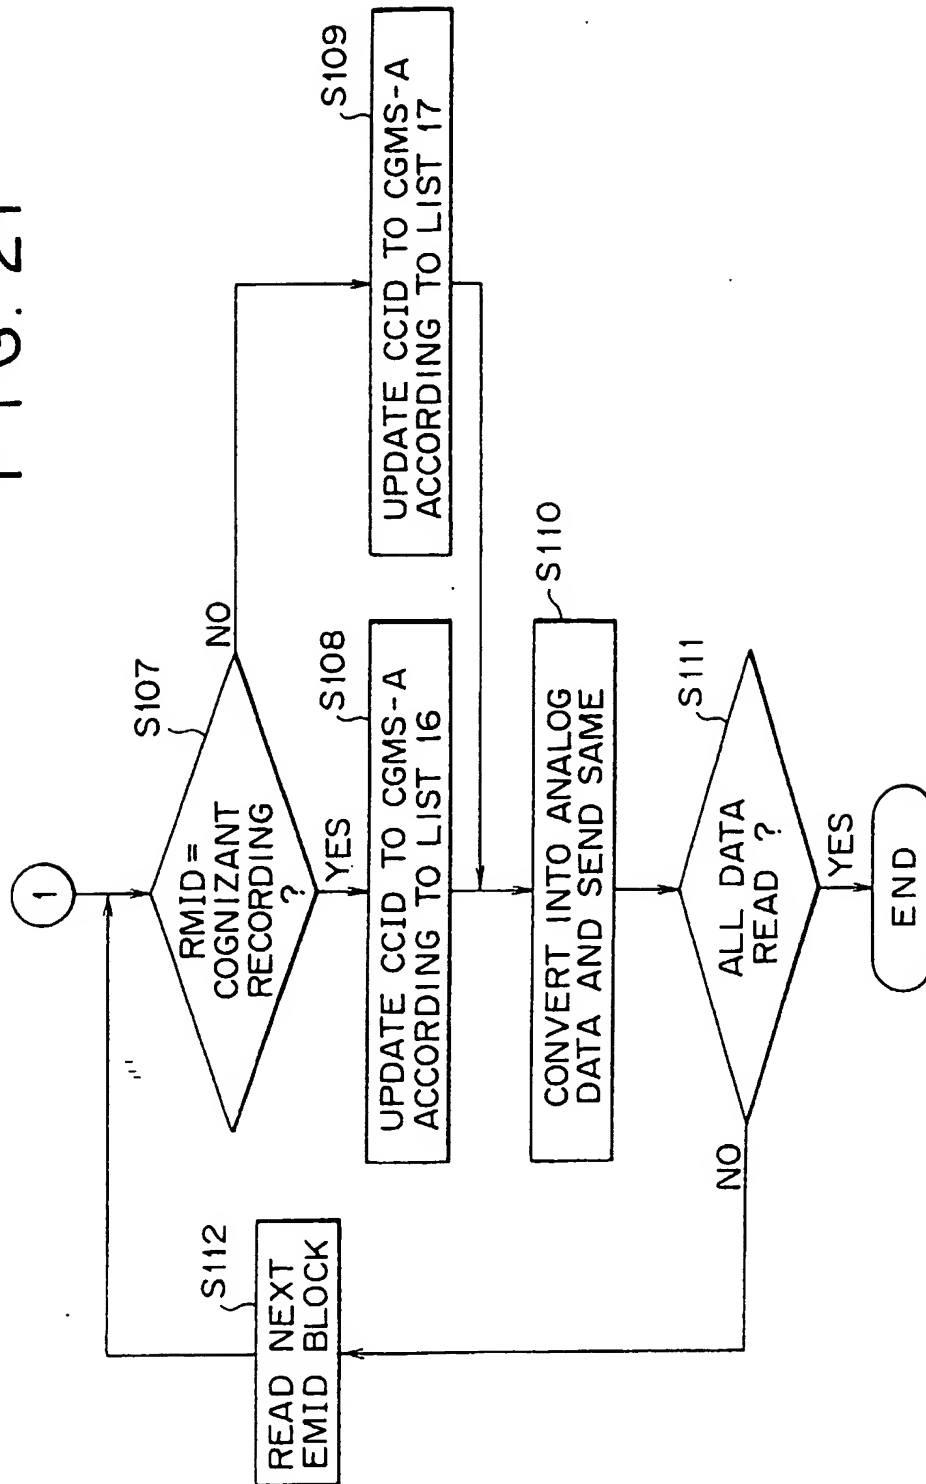 FIG. 21
1
S107
RMID=
COGNIZANT
RECORDING
?
NO
YES
S108
UPDATE CCID TO CGMS-A
ACCORDING TO LIST 16
S109
UPDATE CCID TO CGMS-A
ACCORDING TO LIST 17
S110
CONVERT INTO ANALOG
DATA AND SEND SAME
S111
ALL DATA
READ ?
NO
YES
S112
READ NEXT
EMID BLOCK
END